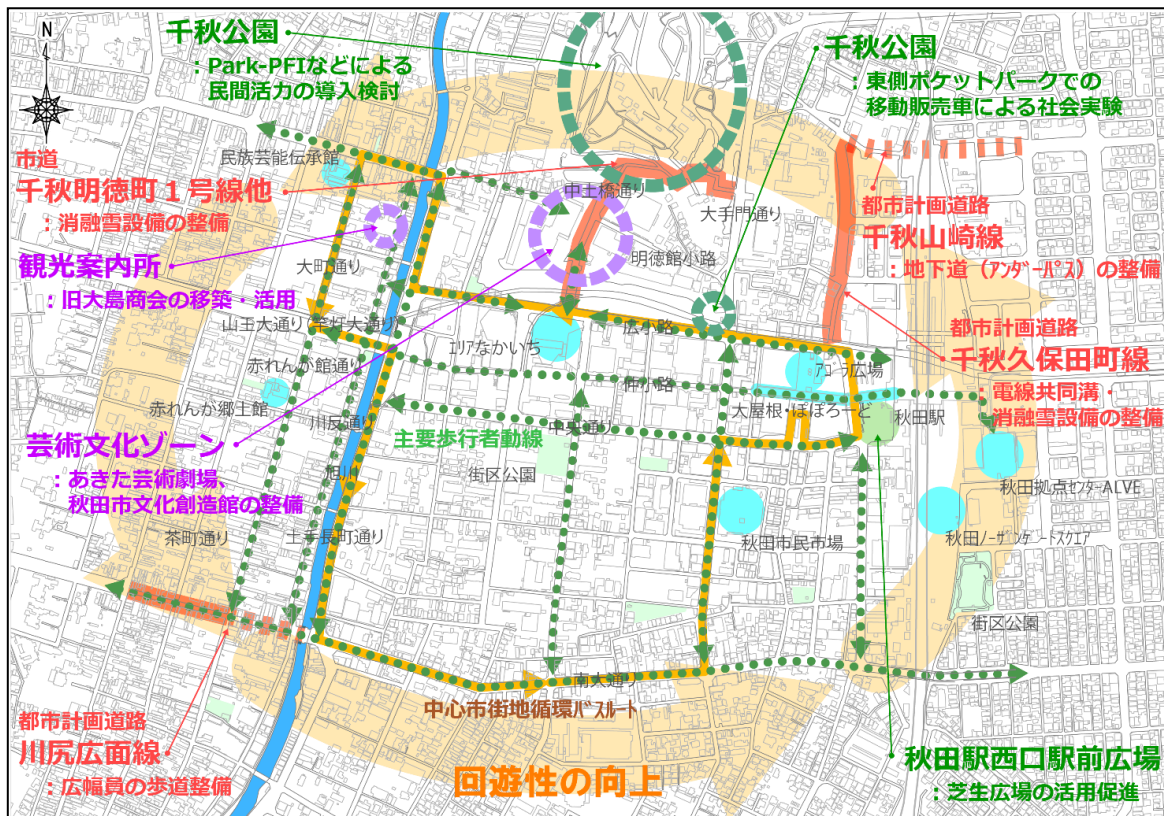 N
千秋公園
：Park-PFIなどによる
民間活力の導入検討
千秋公園
：東側ポケットパークでの
移動販売車による社会実験
民族芸能伝承館
市道
千秋明徳町１号線他
：消融雪設備の整備
中土橋通り
大手門通り
都市計画道路
千秋山崎線
：地下道（アンダーパス）の整備
観光案内所
：旧大島商会の移築・活用
大町通り
明徳館小路
山王大通り（竿灯大通り）
広小路
都市計画道路
千秋久保田町線
：電線共同溝・
消融雪設備の整備
エリアなかいち
赤れんが館通り
アゴラ広場
仲小路
赤れんが郷土館
大屋根・ぽぽろーど
秋田駅
川反通り
中央通り
主要歩行者動線
芸術文化ゾーン
：あきた芸術劇場、
秋田市文化創造館の整備
旭川
街区公園
秋田拠点センターALVE
茶町通り
土手長町通り
秋田市民市場
秋田ノーザンゲートスクエア
街区公園
南大通り
中心市街地循環バスルート
都市計画道路
川尻広面線
：広幅員の歩道整備
回遊性の向上
秋田駅西口駅前広場
：芝生広場の活用促進